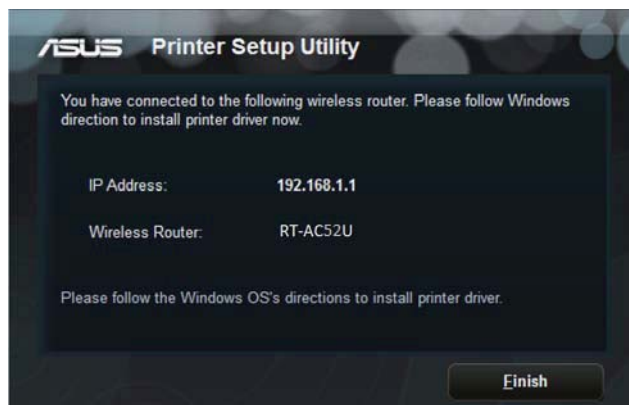 ASUS Printer Setup Utility
You have connected to the following wireless router. Please follow Windows
direction to install printer driver now.
IP Address: 192.168.1.1
Wireless Router: RT-AC52U
Please follow the Windows OS's directions to install printer driver.
Finish